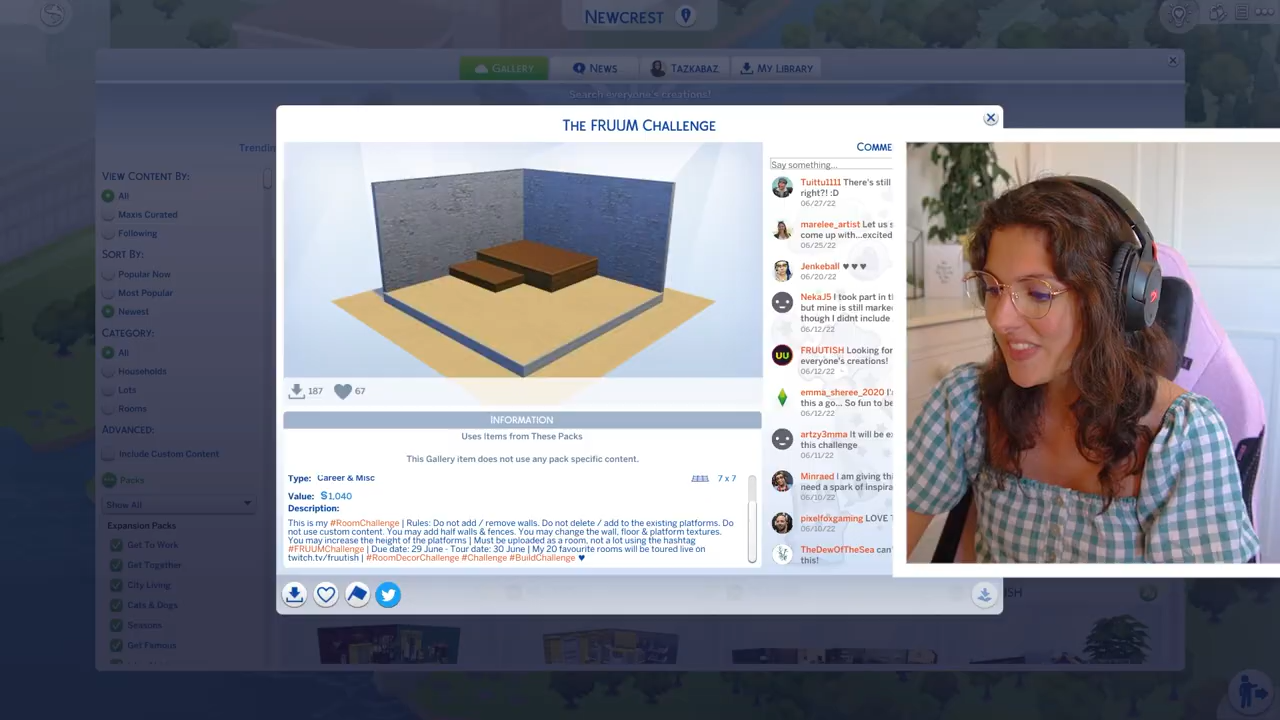 NEWCREST
GALLERY
NEWS
TAZKABAZ
MY LIBRARY
Search everyone's creations!
THE FRUUM CHALLENGE
Trendin
VIEW CONTENT BY:
All
Maxis Curated
Following
SORT BY:
Popular Now
Most Popular
Newest
CATEGORY:
All
Households
Lots
Rooms
ADVANCED:
Include Custom Content
Packs
Show All
Expansion Packs
Get To Work
Get Together
City Living
Cats & Dogs
Seasons
Get Famous
187
67
INFORMATION
Uses Items from These Packs
This Gallery item does not use any pack specific content.
Type: Career & Misc
7 x 7
Value: §1,040
Description:
This is my #RoomChallenge | Rules: Do not add / remove walls. Do not delete / add to the existing platforms. Do
not use custom content. You may add half walls & fences. You may change the wall, floor & platform textures.
You may increase the height of the platforms | Must be uploaded as a room, not a lot using the hashtag
#FRUUMChallenge | Due date: 29 June - Tour date: 30 June | My 20 favourite rooms will be toured live on
twitch.tv/fruutish | #RoomDecorChallenge #Challenge #BuildChallenge ♥
COMME
Say something...
Tuittu1111 There's still
right?! :D
06/27/22
marelee_artist Let us s
come up with...excited
06/25/22
Jenkeball ♥ ♥ ♥
06/20/22
NekaJ5 I took part in t
but mine is still marke
though I didnt include
06/12/22
UU
FRUUTISH Looking for
everyone's creations!
06/12/22
emma_sheree_2020 I'
this a go... So fun to be
06/12/22
artzy3mma It will be e
this challenge
06/11/22
Minraed I am giving thi
need a spark of inspira
06/10/22
pixelfoxgaming LOVE T
06/10/22
TheDewOfTheSea can'
this!
ISH